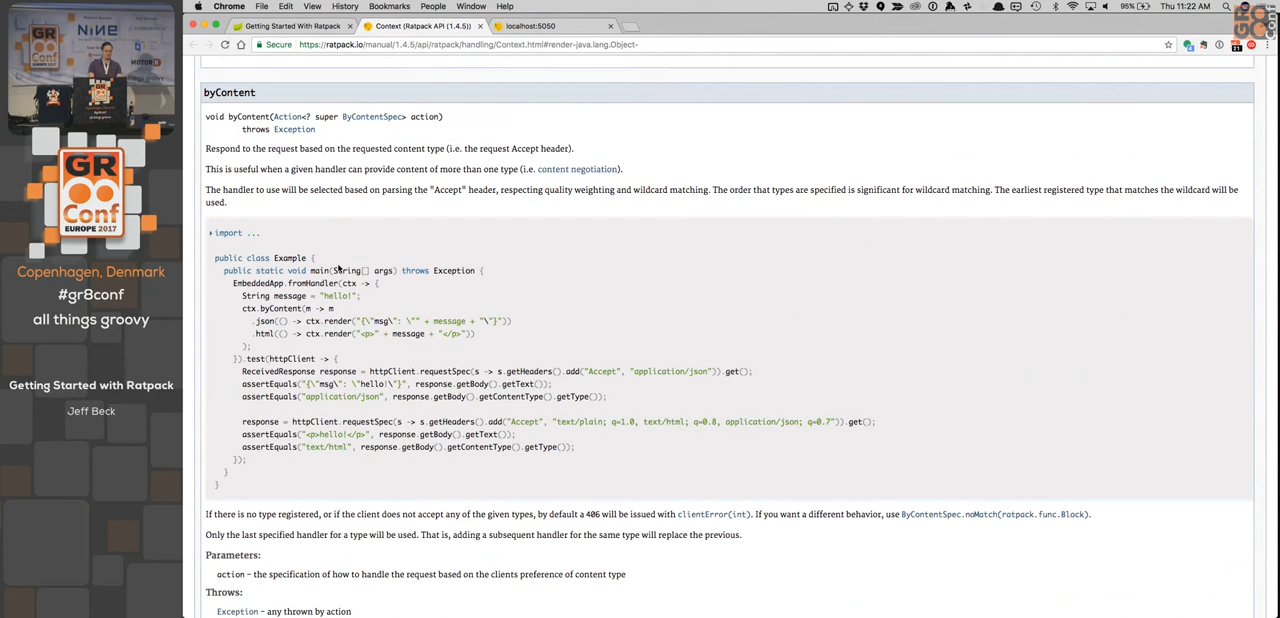 Chrome File Edit View History Bookmarks People Window Help
95% Thu 11:22 AM
Getting Started With Ratpack
Context (Ratpack API (1.4.5))
localhost:5050
Secure https://ratpack.io/manual/1.4.5/api/ratpack/handling/Context.html#render-java.lang.Object-
21
byContent
void byContent(Action<? super ByContentSpec> action)
throws Exception
Respond to the request based on the requested content type (i.e. the request Accept header).
This is useful when a given handler can provide content of more than one type (i.e. content negotiation).
The handler to use will be selected based on parsing the "Accept" header, respecting quality weighting and wildcard matching. The order that types are specified is significant for wildcard matching. The earliest registered type that matches the wildcard will be
used.
import ...
public class Example {
public static void main(String[] args) throws Exception {
EmbeddedApp.fromHandler(ctx -> {
String message = "hello!";
ctx.byContent(m -> m
.json(() -> ctx.render("{\"msg\": \"" + message + "\"}"))
.html(() -> ctx.render("<p>" + message + "</p>"))
);
}).test(httpClient -> {
ReceivedResponse response = httpClient.requestSpec(s -> s.getHeaders().add("Accept", "application/json")).get();
assertEquals("{\"msg\": \"hello!\"}", response.getBody().getText());
assertEquals("application/json", response.getBody().getContentType().getType());
response = httpClient.requestSpec(s -> s.getHeaders().add("Accept", "text/plain; q=1.0, text/html; q=0.8, application/json; q=0.7")).get();
assertEquals("<p>hello!</p>", response.getBody().getText());
assertEquals("text/html", response.getBody().getContentType().getType());
});
}
}
If there is no type registered, or if the client does not accept any of the given types, by default a 406 will be issued with clientError(int). If you want a different behavior, use ByContentSpec.noMatch(ratpack.func.Block).
Only the last specified handler for a type will be used. That is, adding a subsequent handler for the same type will replace the previous.
Parameters:
action - the specification of how to handle the request based on the clients preference of content type
Throws:
Exception - any thrown by action
NINE
MOTORK
things groovy
GR
Conf
EUROPE 2017
Copenhagen, Denmark
#gr8conf
all things groovy
Getting Started with Ratpack
Jeff Beck